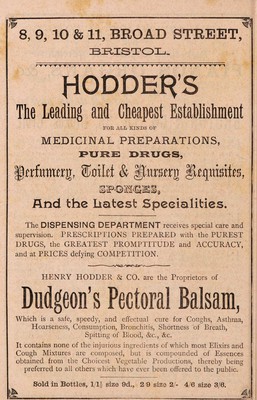 8, 9, 10 & 11, BROAD STREET,
BRISTOL.
HODDER'S
The Leading and Cheapest Establishment
FOR ALL KINDS OF
MEDICINAL PREPARATIONS,
PURE DRUGS,
Perfumery, Toilet & Nursery Requisites,
SPONGES,
And the Latest Specialities.
The DISPENSING DEPARTMENT receives special care and
supervision. PRESCRIPTIONS PREPARED with the PUREST
DRUGS, the GREATEST PROMPTITUDE and ACCURACY,
and at PRICES defying COMPETITION.
HENRY HODDER & CO. are the Proprietors of
Dudgeon's Pectoral Balsam,
Which is a safe, speedy, and effectual cure for Coughs, Asthma,
Hoarseness, Consumption, Bronchitis, Shortness of Breath,
Spitting of Blood, &c., &c.
It contains none of the injurious ingredients of which most Elixirs and
Cough Mixtures are composed, but is compounded of Essences
obtained from the Choicest Vegetable Productions, thereby being
preferred to all others which have ever been offered to the public.
Sold in Bottles, 1/1½ size 9d., 2/9 size 2/- 4/6 size 3/6.